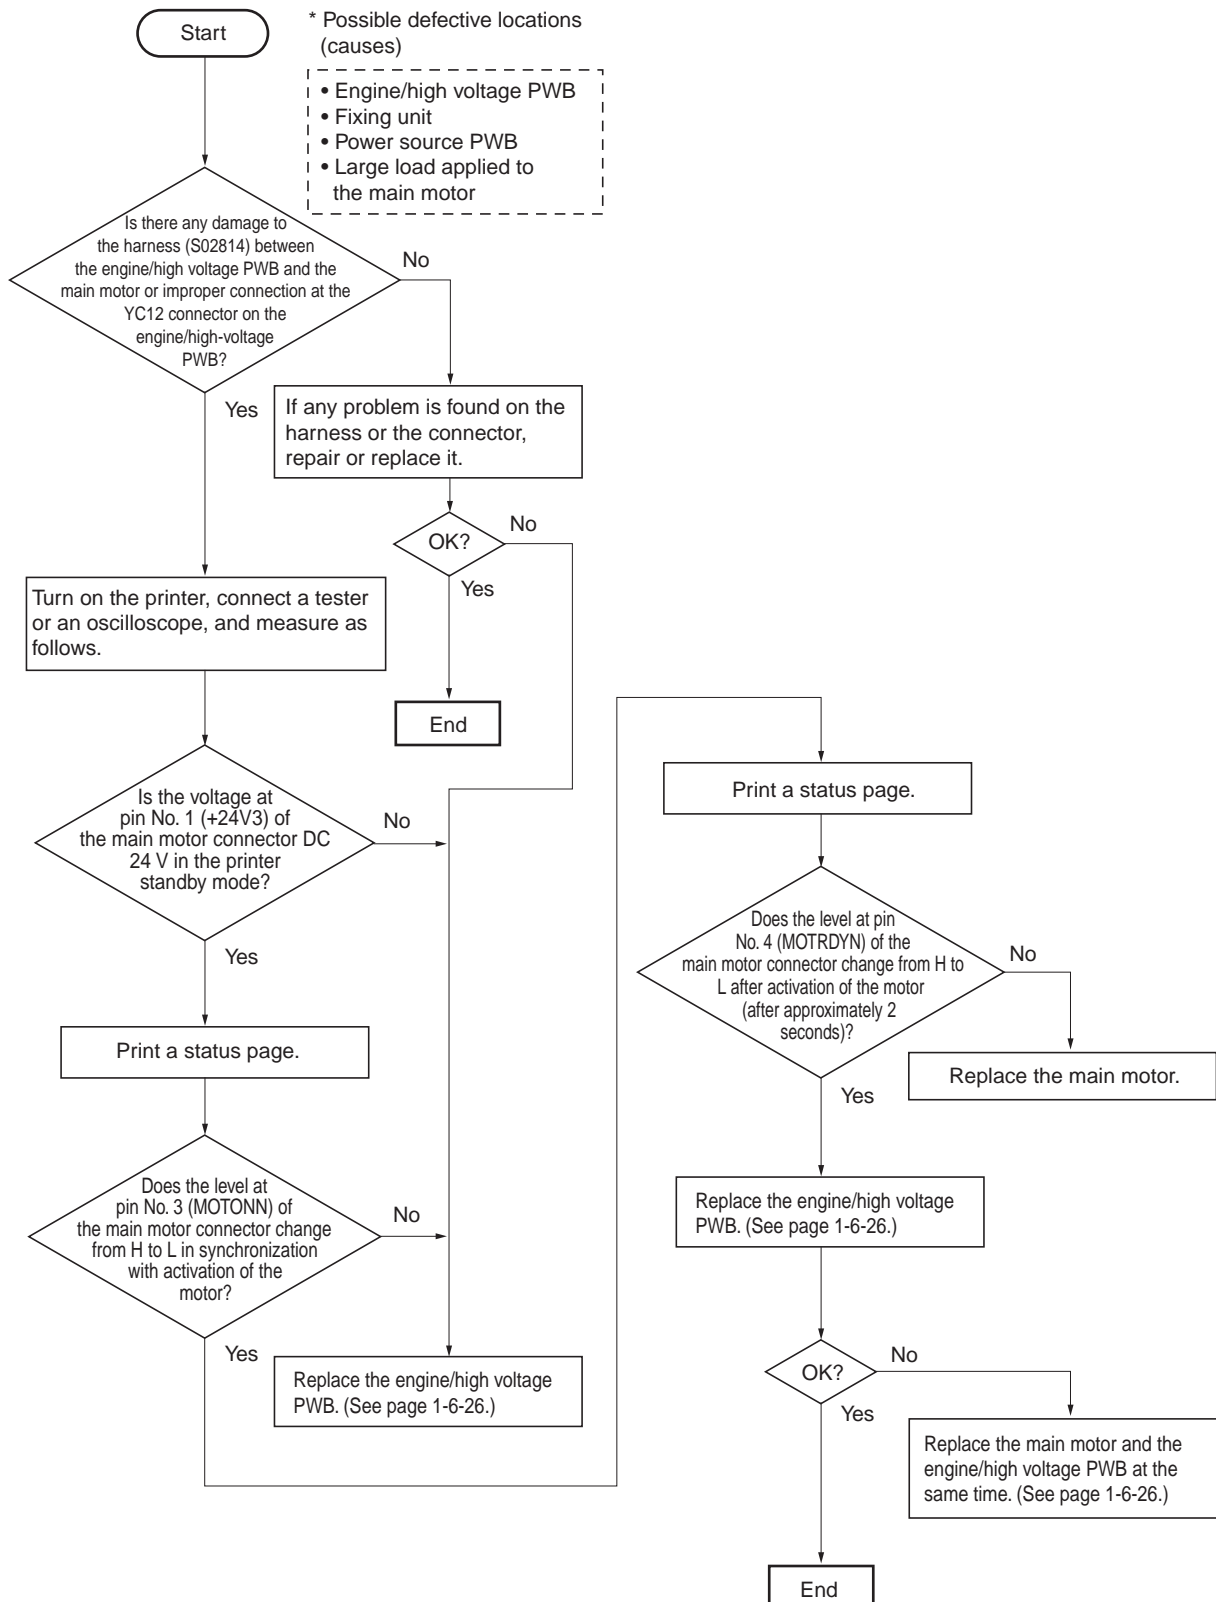 Start
* Possible defective locations
(causes)
• Engine/high voltage PWB
• Fixing unit
• Power source PWB
• Large load applied to
the main motor
Is there any damage to
the harness (S02814) between
the engine/high voltage PWB and the
main motor or improper connection at the
YC12 connector on the
engine/high-voltage
PWB?
No
Yes
If any problem is found on the
harness or the connector,
repair or replace it.
OK?
No
Yes
End
Turn on the printer, connect a tester
or an oscilloscope, and measure as
follows.
Is the voltage at
pin No. 1 (+24V3) of
the main motor connector DC
24 V in the printer
standby mode?
No
Yes
Print a status page.
Does the level at
pin No. 3 (MOTONN) of
the main motor connector change
from H to L in synchronization
with activation of the
motor?
No
Yes
Replace the engine/high voltage
PWB. (See page 1-6-26.)
Print a status page.
Does the level at pin
No. 4 (MOTRDYN) of the
main motor connector change from H to
L after activation of the motor
(after approximately 2
seconds)?
No
Yes
Replace the main motor.
Replace the engine/high voltage
PWB. (See page 1-6-26.)
OK?
No
Yes
Replace the main motor and the
engine/high voltage PWB at the
same time. (See page 1-6-26.)
End